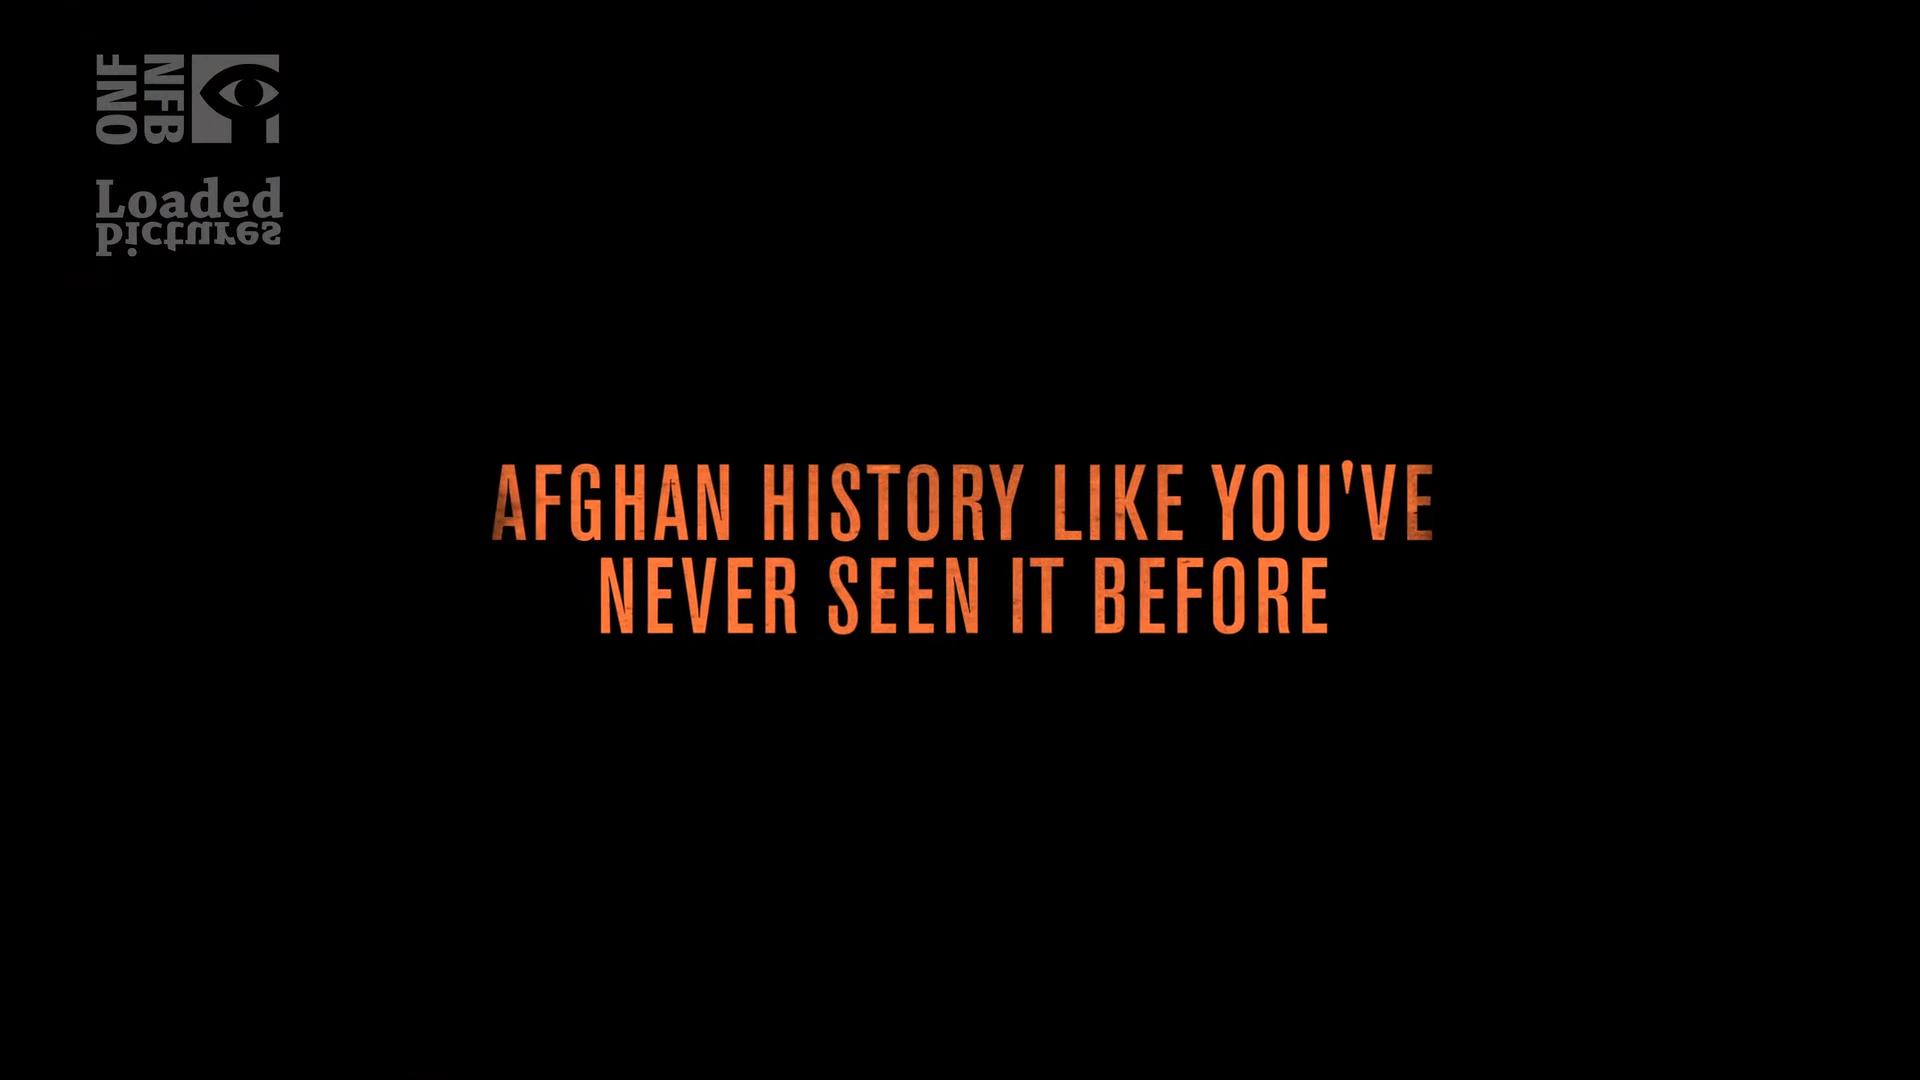 ONF
NFB
Loaded
pictures
AFGHAN HISTORY LIKE YOU'VE
NEVER SEEN IT BEFORE